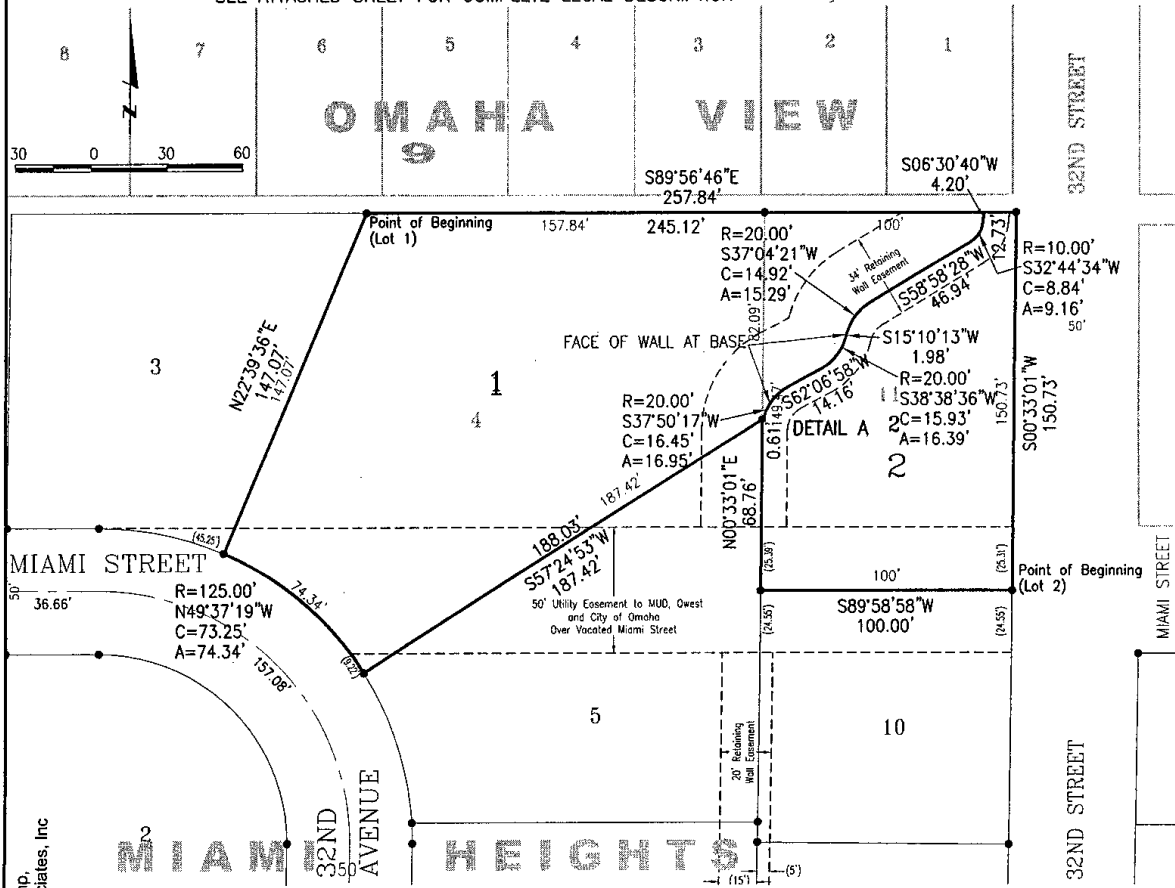 8
7
6
5
4
3
2
1
32ND STREET
N
OMAHA VIEW
9
30 0 30 60
S89°56'46"E
257.84'
S06°30'40"W
4.20'
Point of Beginning
(Lot 1)
157.84'
245.12'
100'
R=20.00'
S37°04'21"W
C=14.92'
A=15.29'
34' Retaining
Wall Easement
S58°58'28"W
46.94'
12.73'
R=10.00'
S32°44'34"W
C=8.84'
A=9.16'
50'
82.09'
FACE OF WALL AT BASE
S15°10'13"W
1.98'
N22°39'36"E
147.07'
147.07'
3
1
4
R=20.00'
S37°50'17"W
C=16.45'
A=16.95'
S62°06'58"W
14.16'
R=20.00'
S38°38'36"W
C=15.93'
A=16.39'
11
DETAIL A
2
2
0.61'
150.73'
S00°33'01"W
150.73'
N00°33'01"E
68.76'
187.42'
188.03'
S57°24'53"W
187.42'
(45.25')
MIAMI STREET
50'
36.66'
R=125.00'
N49°37'19"W
C=73.25'
A=74.34'
74.34'
157.08'
(9.22')
50' Utility Easement to MUD, Qwest
and City of Omaha
Over Vacated Miami Street
(25.39')
(25.31')
100'
S89°58'58"W
100.00'
(24.55')
(24.55')
Point of Beginning
(Lot 2)
MIAMI STREET
5
10
20' Retaining
Wall Easement
32ND
AVENUE
50'
2
3
MIAMI HEIGHTS
(15')
(5')
32ND STREET
ciates, Inc